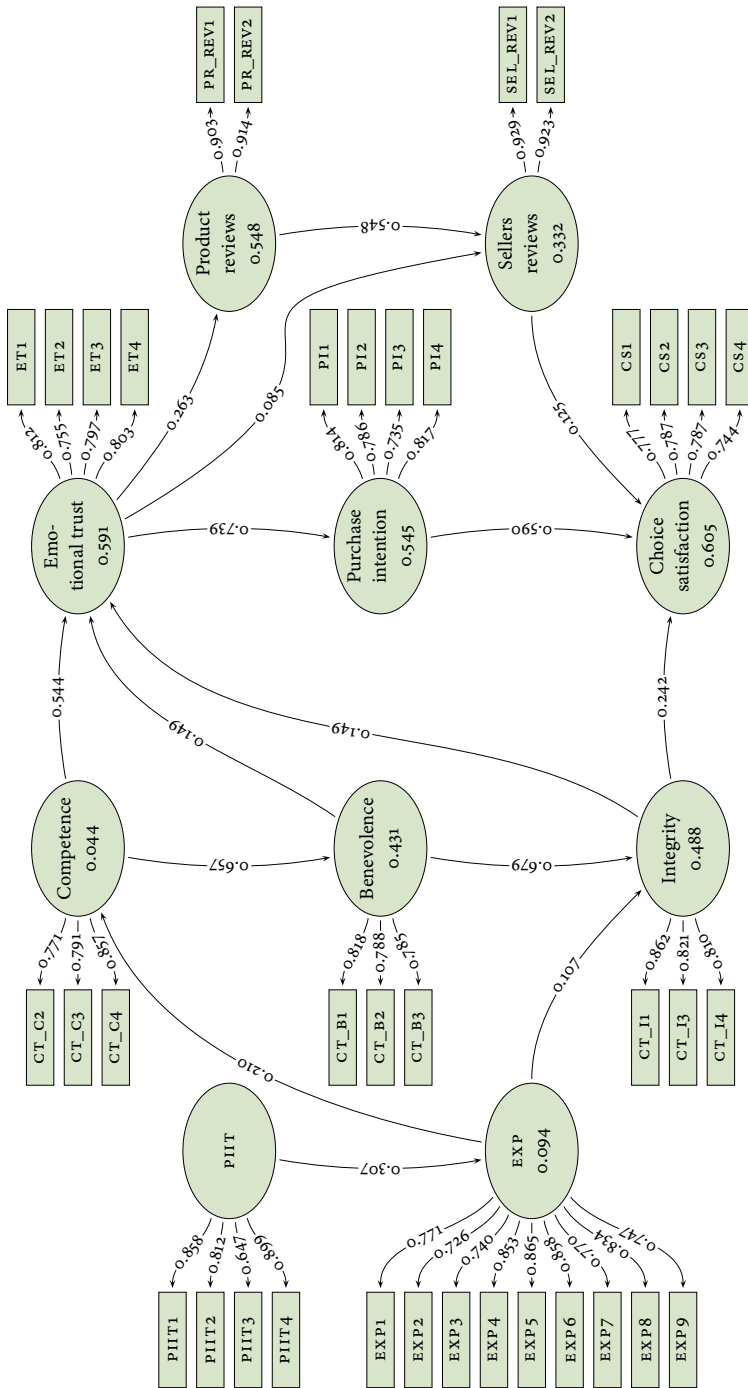 PIIT1
PIIT2
PIIT3
PIIT4
0.858
0.812
0.647
0.899
PIIT
0.307
EXP1
EXP2
EXP3
EXP4
EXP5
EXP6
EXP7
EXP8
EXP9
0.771
0.726
0.740
0.853
0.865
0.858
0.770
0.834
0.747
EXP
0.094
0.210
0.107
CT_C2
CT_C3
CT_C4
0.771
0.791
0.857
Competence
0.044
0.657
0.544
CT_B1
CT_B2
CT_B3
0.818
0.788
0.785
Benevolence
0.431
0.679
0.149
CT_I1
CT_I3
CT_I4
0.862
0.821
0.810
Integrity
0.488
0.149
0.242
Emo-
tional trust
0.591
0.812
0.755
0.797
0.803
ET1
ET2
ET3
ET4
0.739
0.263
0.085
Purchase
intention
0.545
0.814
0.786
0.735
0.817
PI1
PI2
PI3
PI4
0.590
Choice
satisfaction
0.605
0.777
0.787
0.787
0.744
CS1
CS2
CS3
CS4
0.125
Product
reviews
0.548
0.903
0.914
PR_REV1
PR_REV2
0.548
Sellers
reviews
0.332
0.929
0.923
SEL_REV1
SEL_REV2